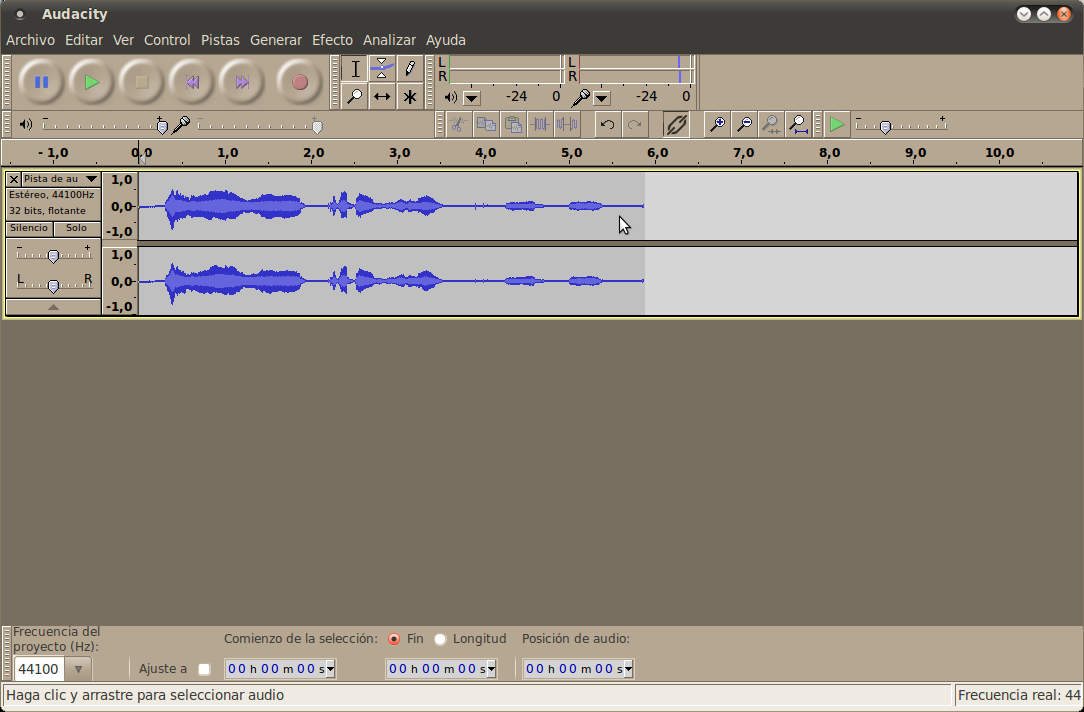 Audacity
Archivo Editar Ver Control Pistas Generar Efecto Analizar Ayuda
L
R
L
R
-24 0
-24 0
- 1,0 0,0 1,0 2,0 3,0 4,0 5,0 6,0 7,0 8,0 9,0 10,0
Pista de au
Estéreo, 44100Hz
32 bits, flotante
Silencio Solo
L R
1,0
0,0
-1,0
1,0
0,0
-1,0
Frecuencia del
proyecto (Hz):
44100
Ajuste a
Comienzo de la selección: Fin Longitud Posición de audio:
00 h 00 m 00 s 00 h 00 m 00 s 00 h 00 m 00 s
Haga clic y arrastre para seleccionar audio
Frecuencia real: 44